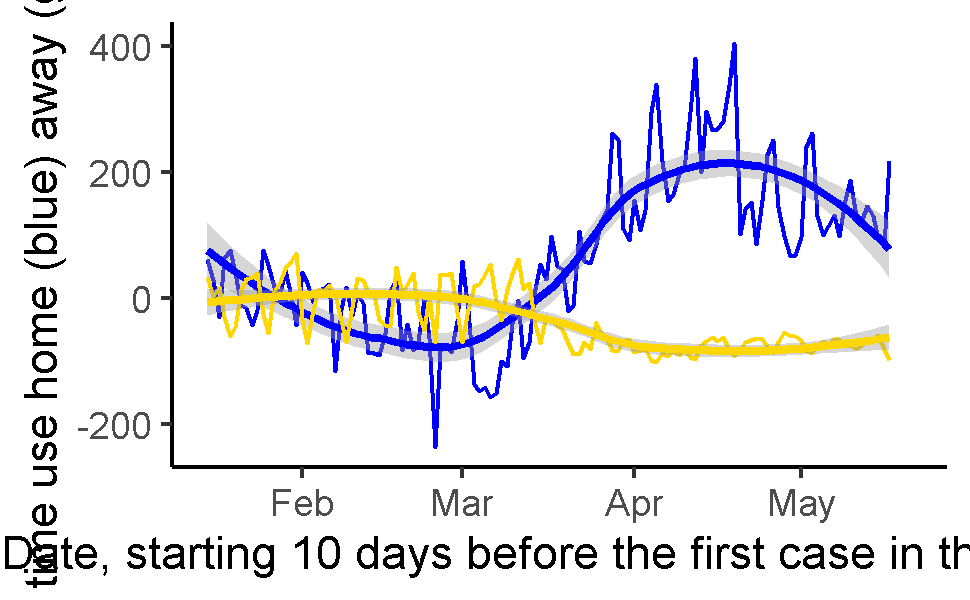 time use home (blue) away (
400
200
0
-200
Feb Mar Apr May
Date, starting 10 days before the first case in th